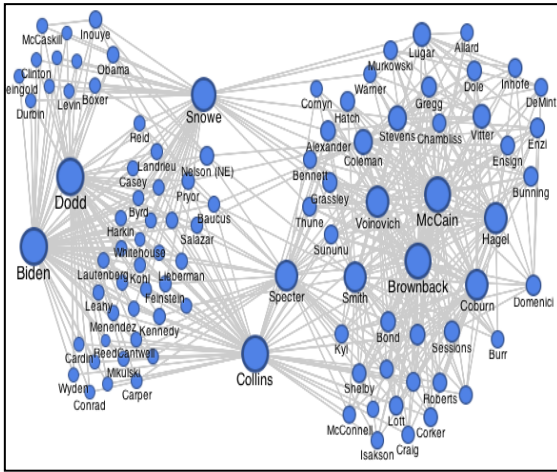 McCaskill
Inouye
Clinton
Obama
eingold
Durbin
Levin
Boxer
Snowe
Reid
Landrieu
Nelson (NE)
Casey
Pryor
Dodd
Byrd
Baucus
Harkin
Salazar
Biden
Whitehouse
Lautenberg
Kohl
Lieberman
Leahy
Feinstein
Menendez
Kennedy
Cardin
Reed
Cantwell
Mikulski
Wyden
Conrad
Carper
Collins
Specter
Lugar
Allard
Murkowski
Warner
Dole
Inhofe
Gregg
DeMint
Cornyn
Hatch
Stevens
Chambliss
Vitter
Enzi
Alexander
Coleman
Ensign
Bennett
Grassley
Bunning
Thune
Voinovich
McCain
Hagel
Sununu
Smith
Brownback
Coburn
Domenici
Bond
Kyl
Sessions
Burr
Shelby
Roberts
McConnell
Lott
Corker
Isakson
Craig